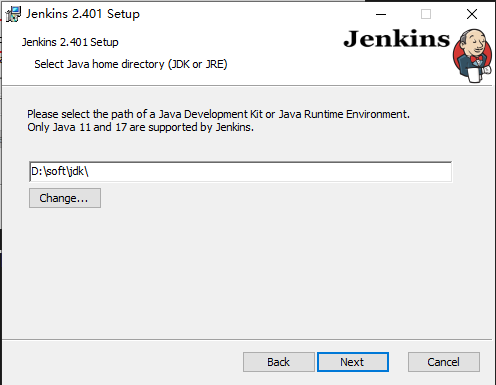 Jenkins 2.401 Setup
Jenkins 2.401 Setup
Jenkins
Select Java home directory (JDK or JRE)
Please select the path of a Java Development Kit or Java Runtime Environment.
Only Java 11 and 17 are supported by Jenkins.
D:\soft\jdk\
Change...
Back Next Cancel